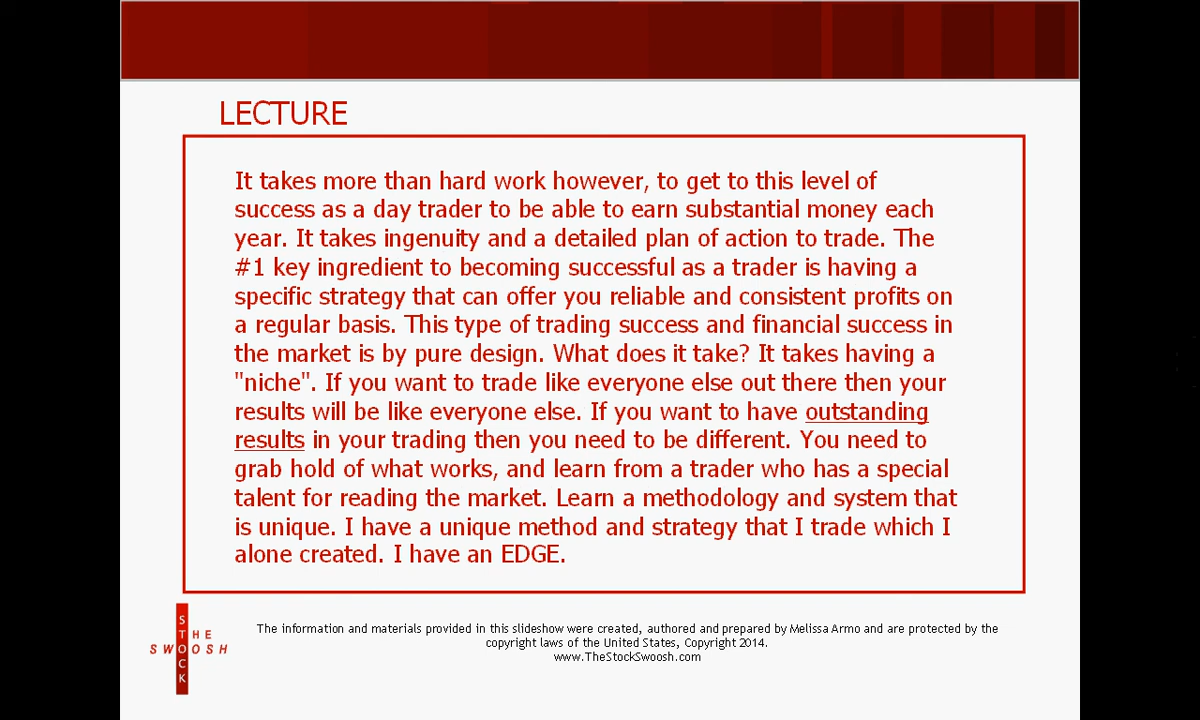 LECTURE
It takes more than hard work however, to get to this level of
success as a day trader to be able to earn substantial money each
year. It takes ingenuity and a detailed plan of action to trade. The
#1 key ingredient to becoming successful as a trader is having a
specific strategy that can offer you reliable and consistent profits on
a regular basis. This type of trading success and financial success in
the market is by pure design. What does it take? It takes having a
"niche". If you want to trade like everyone else out there then your
results will be like everyone else. If you want to have outstanding
results in your trading then you need to be different. You need to
grab hold of what works, and learn from a trader who has a special
talent for reading the market. Learn a methodology and system that
is unique. I have a unique method and strategy that I trade which I
alone created. I have an EDGE.
THE
STOCK
SWOOSH
The information and materials provided in this slideshow were created, authored and prepared by Melissa Armo and are protected by the
copyright laws of the United States, Copyright 2014.
www.TheStockSwoosh.com